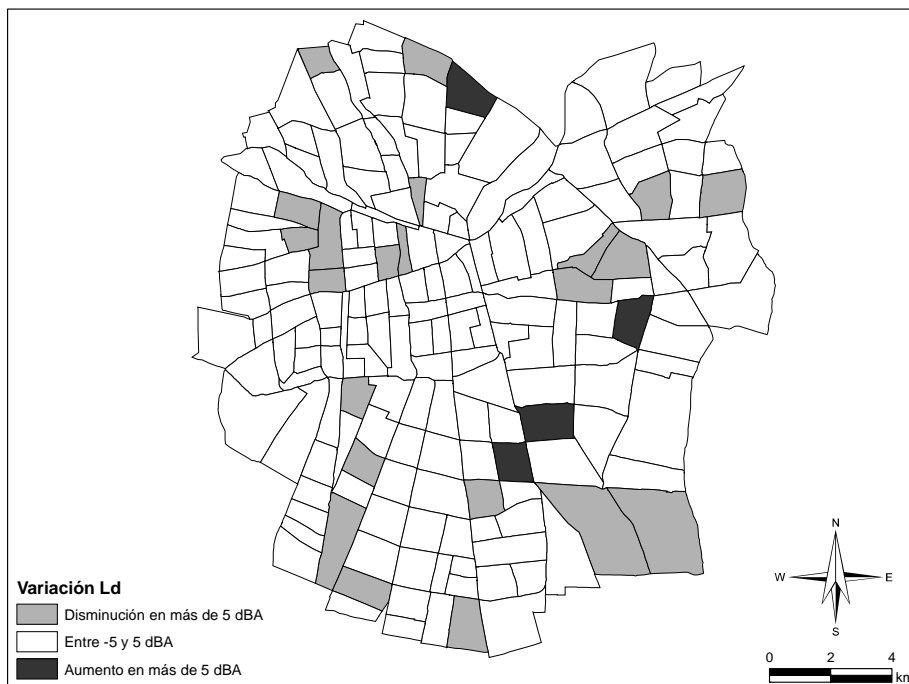 Variación Ld
Disminución en más de 5 dBA
Entre -5 y 5 dBA
Aumento en más de 5 dBA
N
W E
S
0 2 4
km